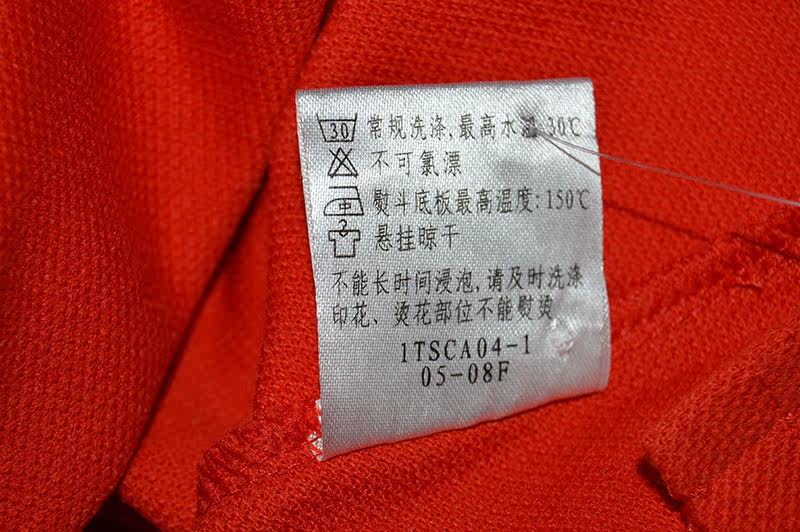 30 常规洗涤,最高水温 30℃
不可氯漂
中 熨斗底板最高温度:150℃
悬挂晾干
不能长时间浸泡,请及时洗涤
印花、烫花部位不能熨烫
1TSCA04-1
05-08F